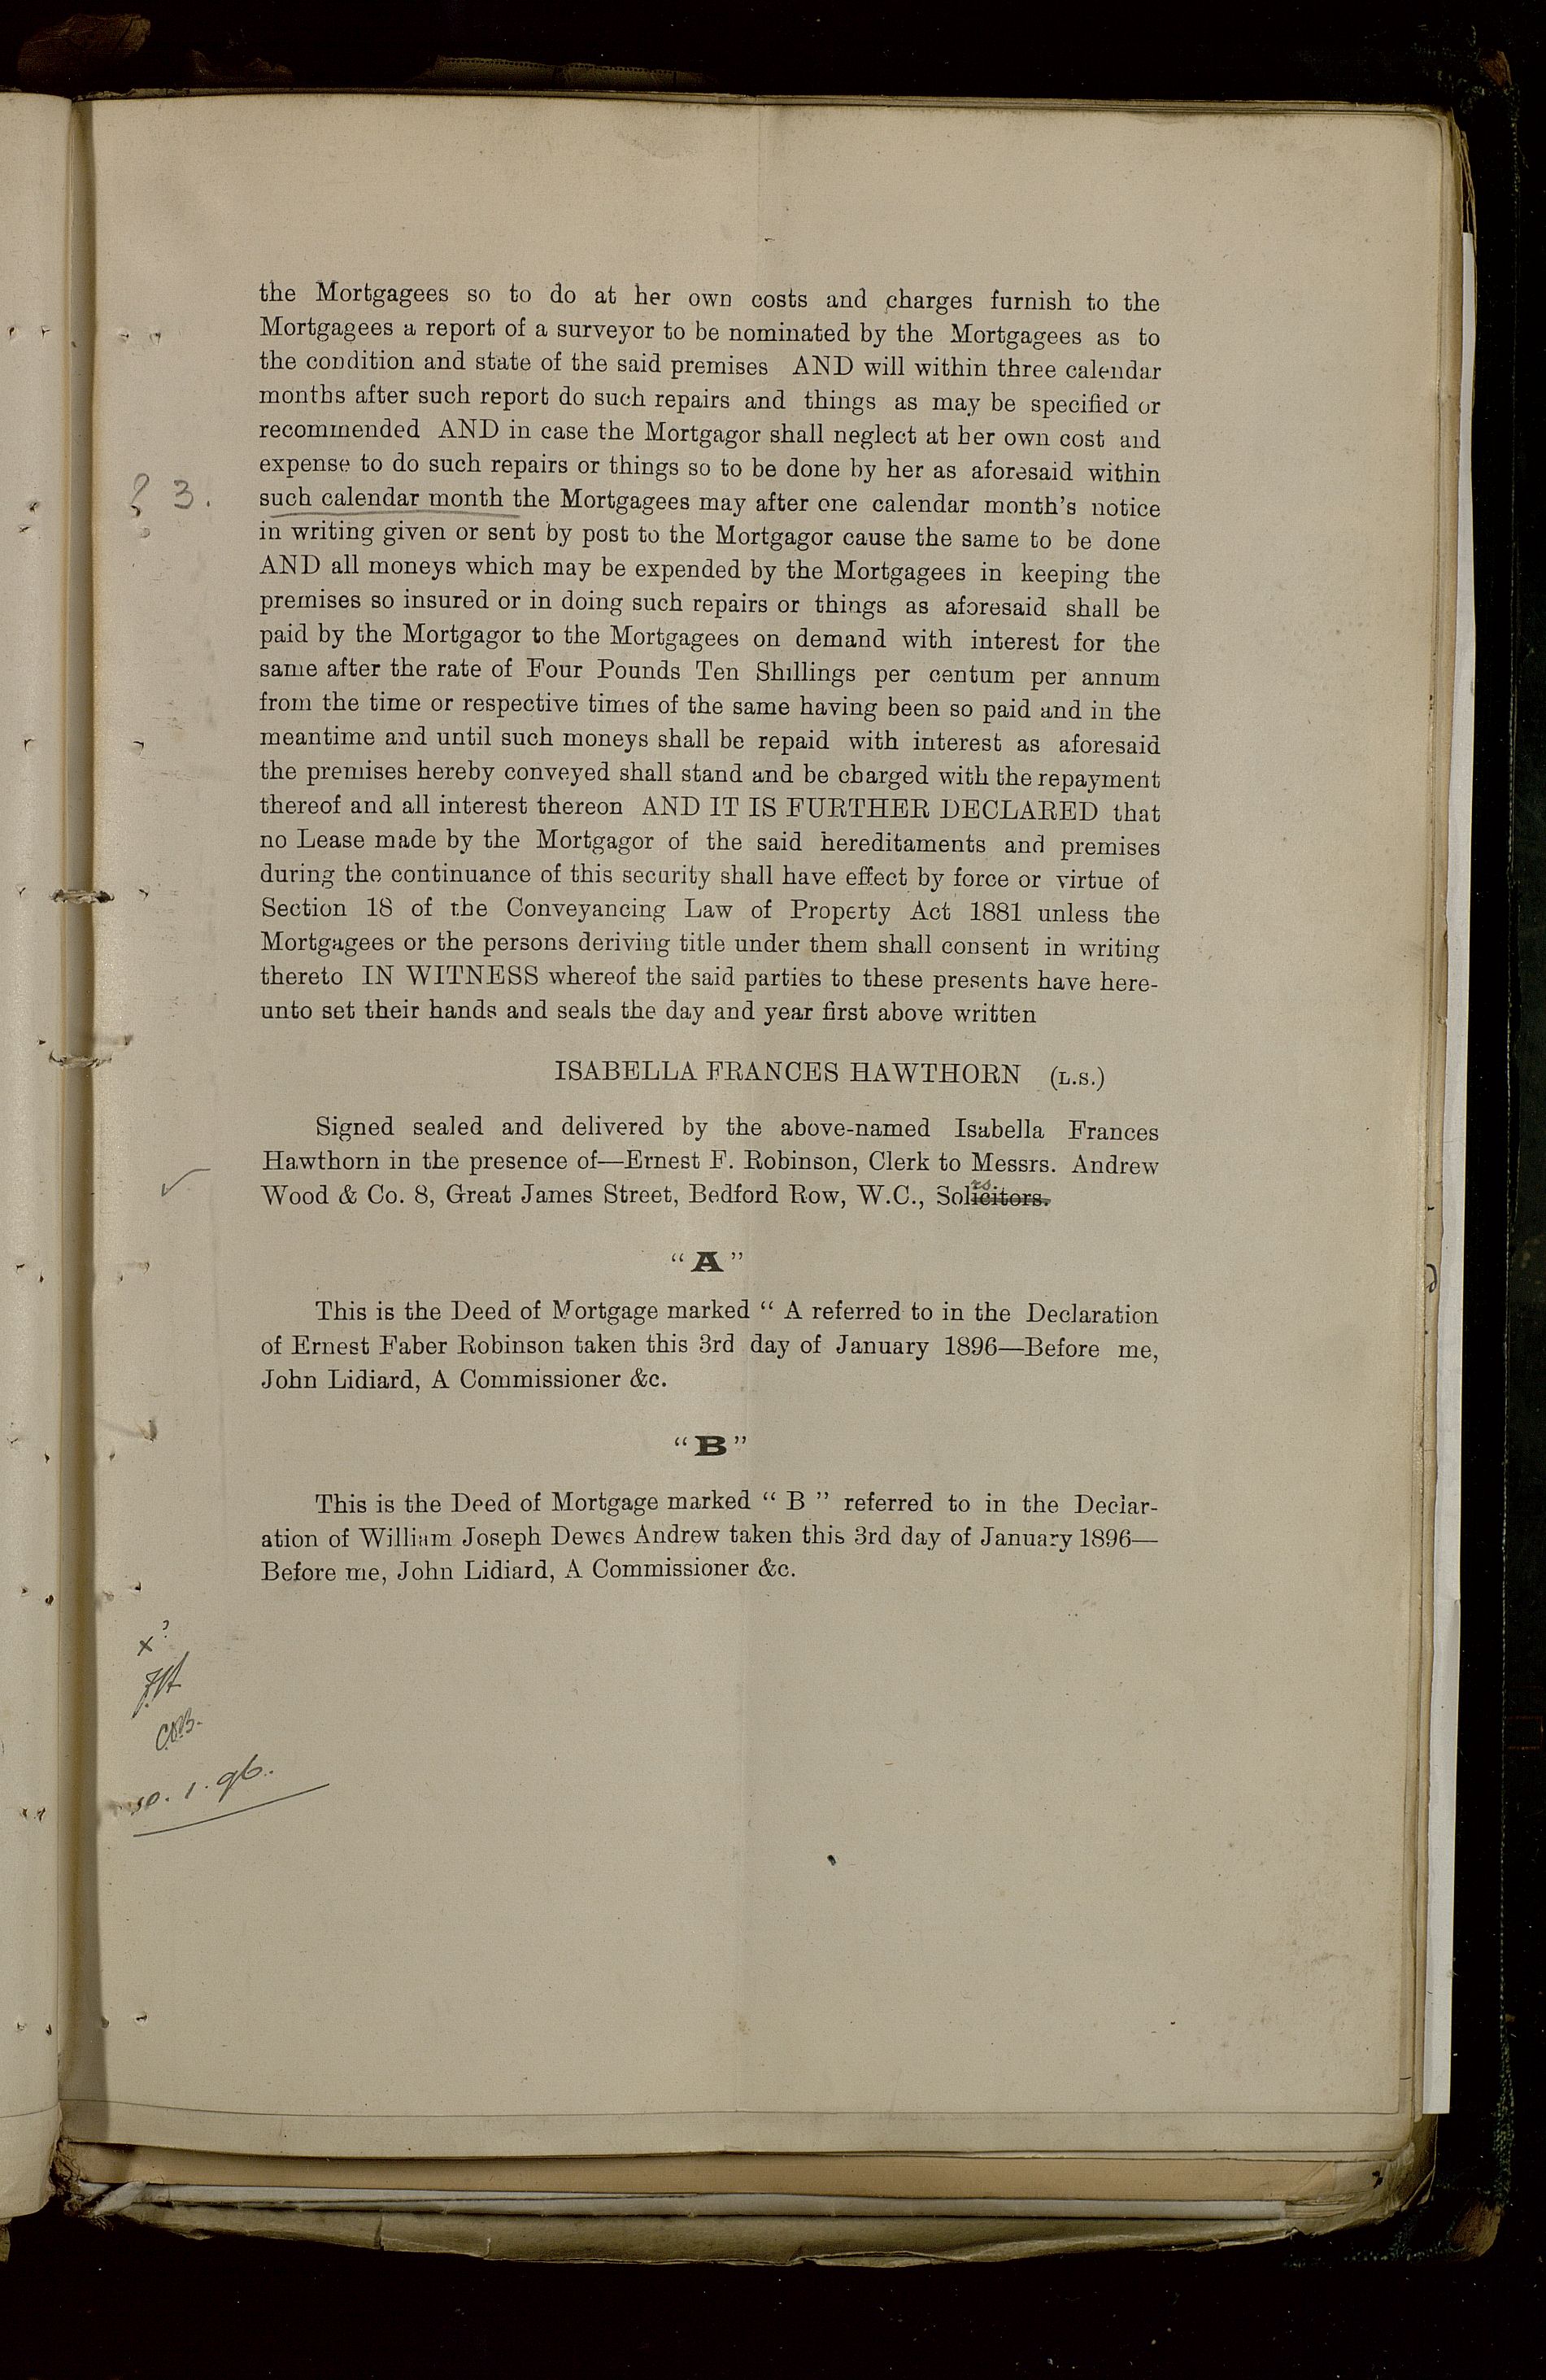 the Mortgagees so to do at her own costs and charges furnish to the
Mortgagees a report of a surveyor to be nominated by the Mortgagees as to
the condition and state of the said premises AND will within three calendar
months after such report do such repairs and things as may be specified or
recommended AND in case the Mortgagor shall neglect at her own cost and
expense to do such repairs or things so to be done by her as aforesaid within
? 3.
such calendar month the Mortgagees may after one calendar month's notice
in writing given or sent by post to the Mortgagor cause the same to be done
AND all moneys which may be expended by the Mortgagees in keeping the
premises so insured or in doing such repairs or things as aforesaid shall be
paid by the Mortgagor to the Mortgagees on demand with interest for the
same after the rate of Four Pounds Ten Shillings per centum per annum
from the time or respective times of the same having been so paid and in the
meantime and until such moneys shall be repaid with interest as aforesaid
the premises hereby conveyed shall stand and be charged with the repayment
thereof and all interest thereon AND IT IS FURTHER DECLARED that
no Lease made by the Mortgagor of the said hereditaments and premises
during the continuance of this security shall have effect by force or virtue of
Section 18 of the Conveyancing Law of Property Act 1881 unless the
Mortgagees or the persons deriving title under them shall consent in writing
thereto IN WITNESS whereof the said parties to these presents have here-
unto set their hands and seals the day and year first above written
ISABELLA FRANCES HAWTHORN (L.S.)
Signed sealed and delivered by the above-named Isabella Frances
Hawthorn in the presence of—Ernest F. Robinson, Clerk to Messrs. Andrew
rs.
Wood & Co. 8, Great James Street, Bedford Row, W.C., Solicitors.
"A"
This is the Deed of Mortgage marked " A referred to in the Declaration
of Ernest Faber Robinson taken this 3rd day of January 1896—Before me,
John Lidiard, A Commissioner &c.
"B"
This is the Deed of Mortgage marked " B " referred to in the Declar-
ation of William Joseph Dewes Andrew taken this 3rd day of January 1896—
Before me, John Lidiard, A Commissioner &c.
x?
10.1.96.